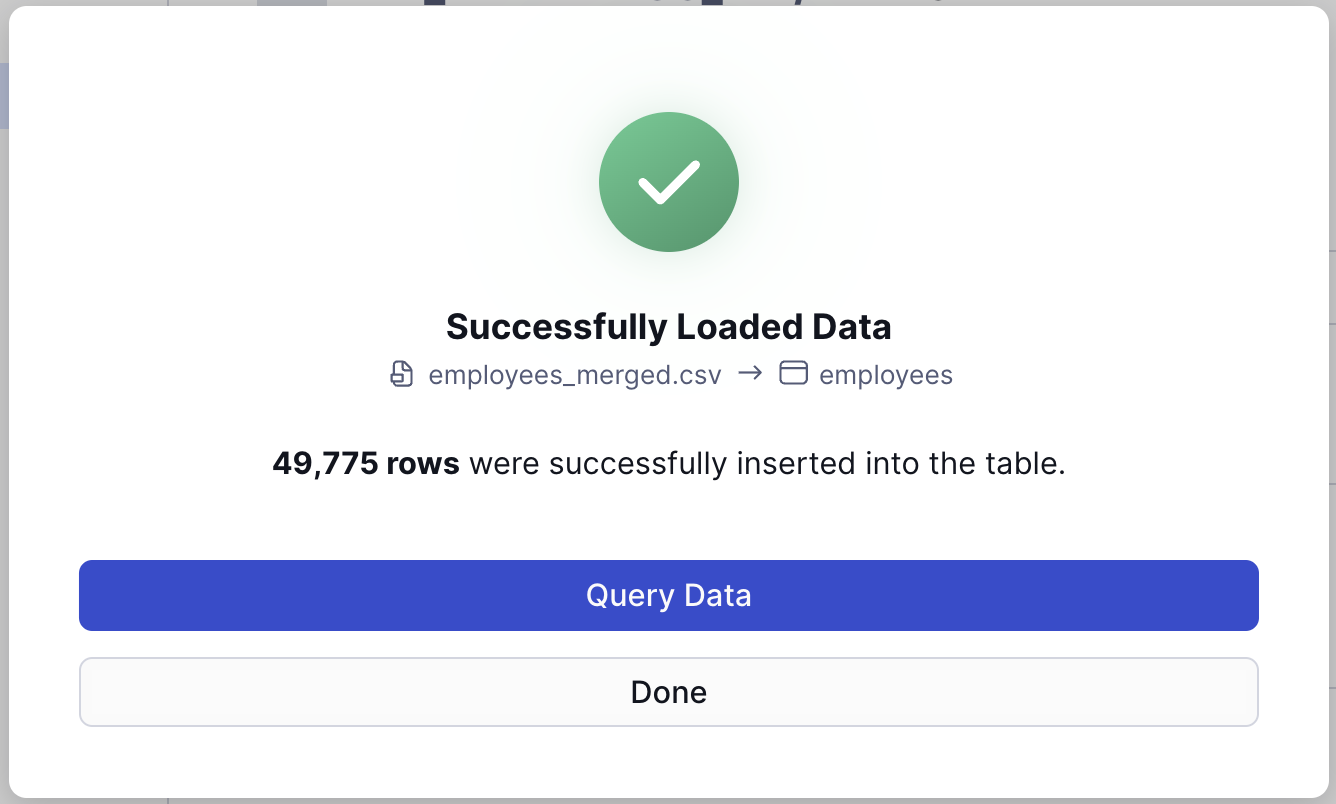 Successfully Loaded Data
employees_merged.csv → employees
49,775 rows were successfully inserted into the table.
Query Data
Done